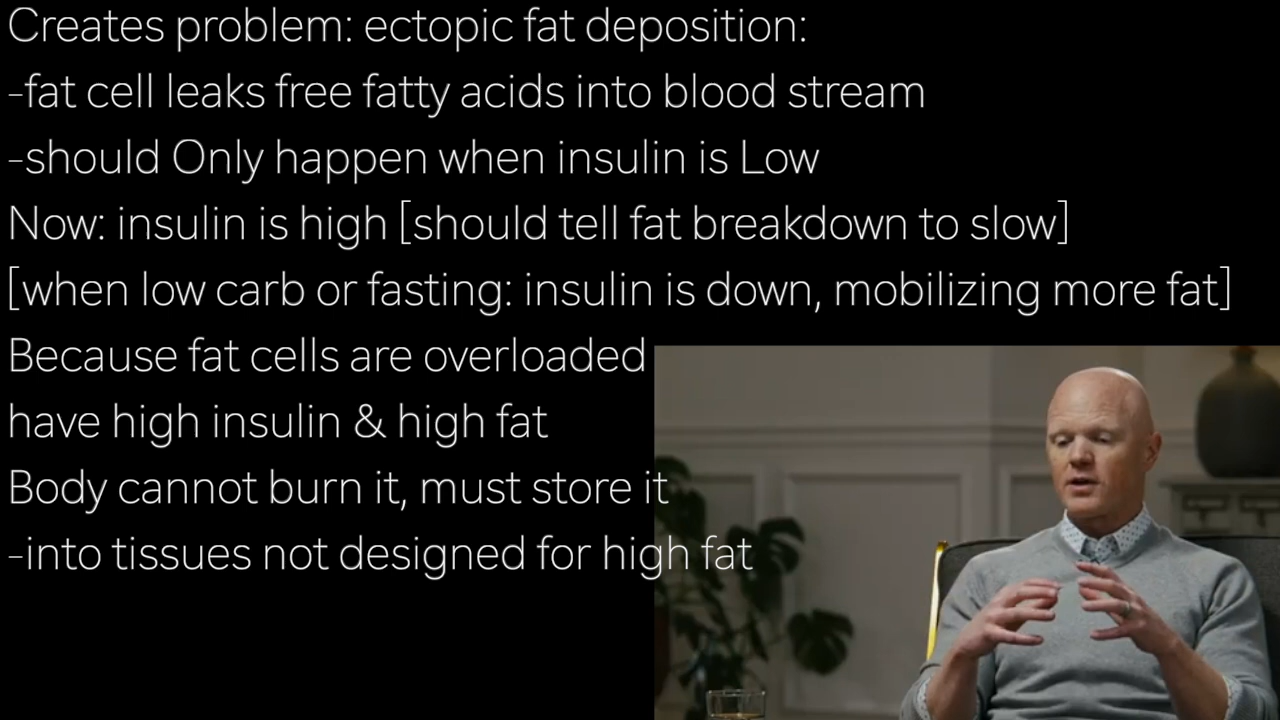 Creates problem: ectopic fat deposition:
-fat cell leaks free fatty acids into blood stream
-should Only happen when insulin is Low
Now: insulin is high [should tell fat breakdown to slow]
[when low carb or fasting: insulin is down, mobilizing more fat]
Because fat cells are overloaded
have high insulin & high fat
Body cannot burn it, must store it
-into tissues not designed for high fat